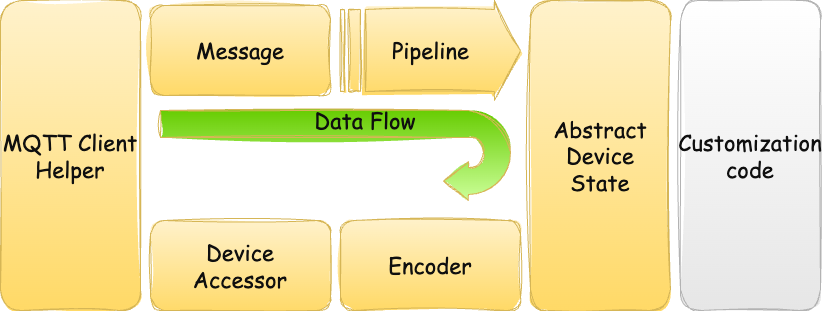 MQTT Client
Helper
Message
Pipeline
Data Flow
Device
Accessor
Encoder
Abstract
Device
State
Customization
code